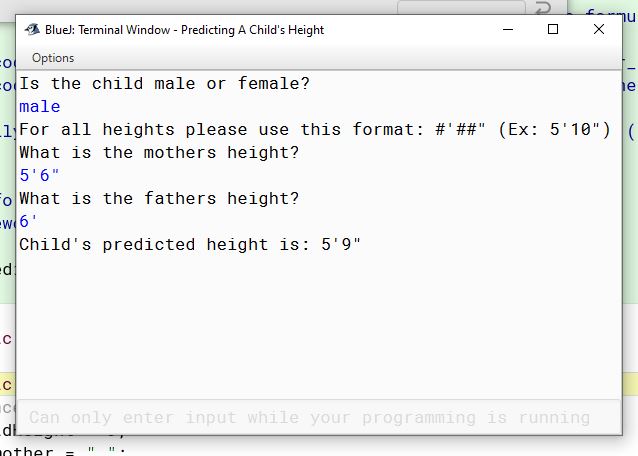 BlueJ: Terminal Window - Predicting A Child's Height
Options
Is the child male or female?
male
For all heights please use this format: #'##" (Ex: 5'10")
What is the mothers height?
5'6"
What is the fathers height?
6'
Child's predicted height is: 5'9"
Can only enter input while your programming is running
other = " ";